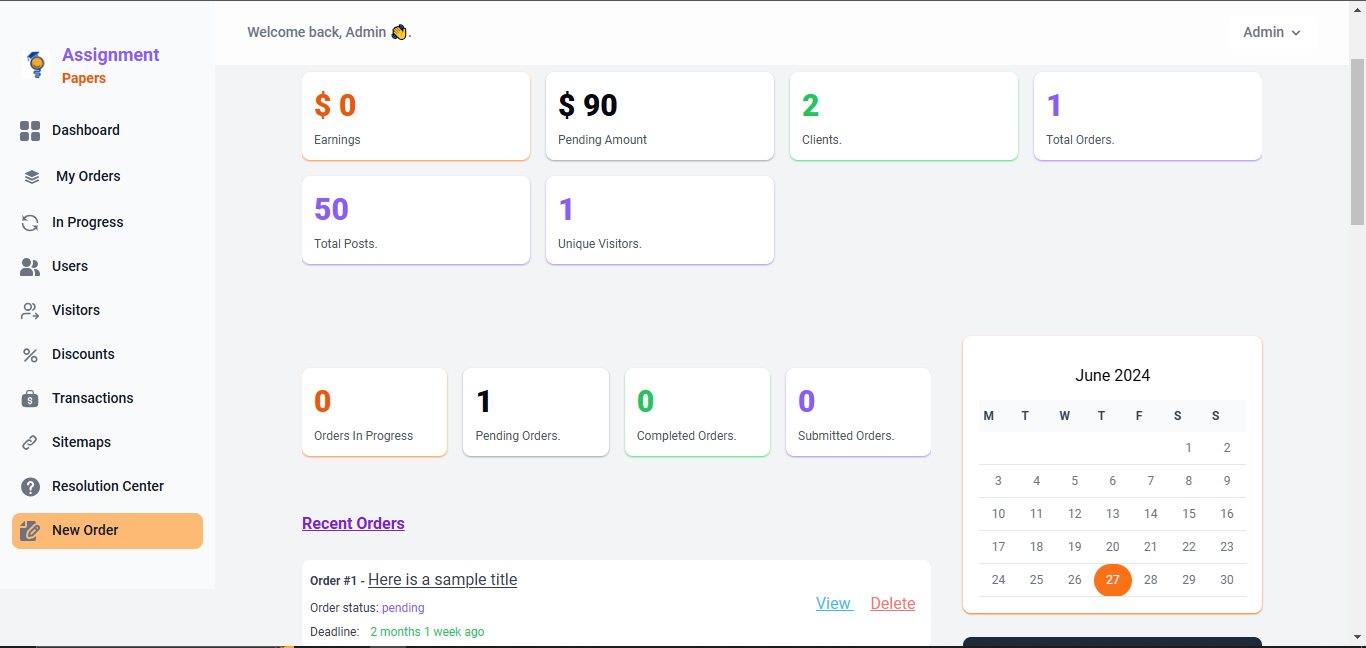 Assignment
Papers
Dashboard
My Orders
In Progress
Users
Visitors
Discounts
Transactions
Sitemaps
Resolution Center
New Order
Welcome back, Admin 👏.
Admin
$ 0
Earnings
$ 90
Pending Amount
2
Clients.
1
Total Orders.
50
Total Posts.
1
Unique Visitors.
0
Orders In Progress
1
Pending Orders.
0
Completed Orders.
0
Submitted Orders.
Recent Orders
Order #1 - Here is a sample title
Order status: pending
Deadline: 2 months 1 week ago
View Delete
June 2024
M T W T F S S
1 2
3 4 5 6 7 8 9
10 11 12 13 14 15 16
17 18 19 20 21 22 23
24 25 26 27 28 29 30